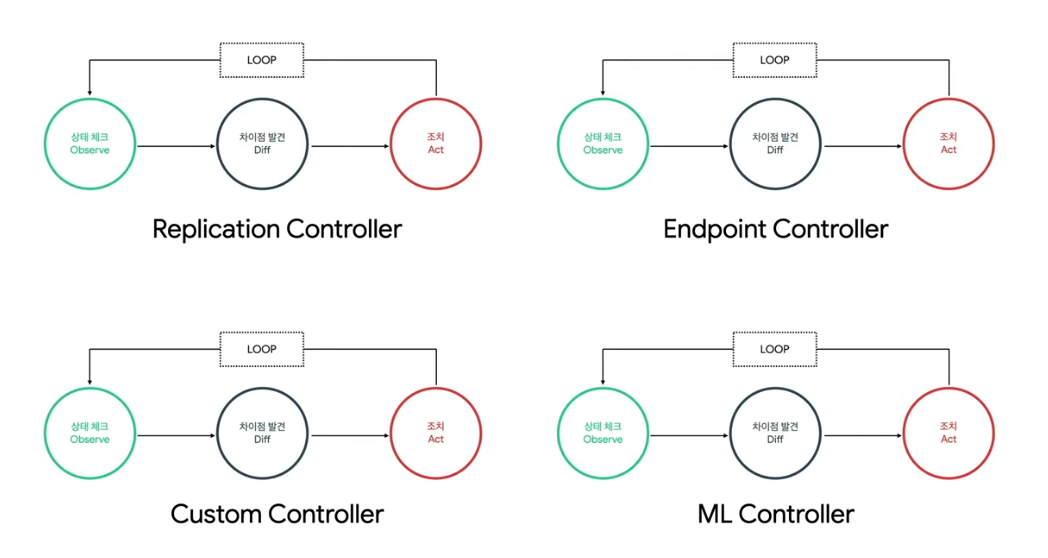 LOOP
상태 체크
Observe
차이점 발견
Diff
조치
Act
Replication Controller
LOOP
상태 체크
Observe
차이점 발견
Diff
조치
Act
Endpoint Controller
LOOP
상태 체크
Observe
차이점 발견
Diff
조치
Act
Custom Controller
LOOP
상태 체크
Observe
차이점 발견
Diff
조치
Act
ML Controller